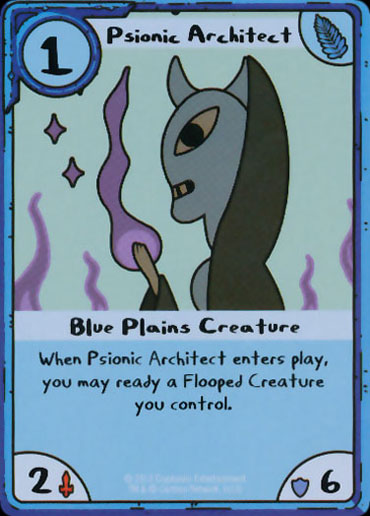 1
Psionic Architect
Blue Plains Creature
When Psionic Architect enters play,
you may ready a Flooped Creature
you control.
2
6